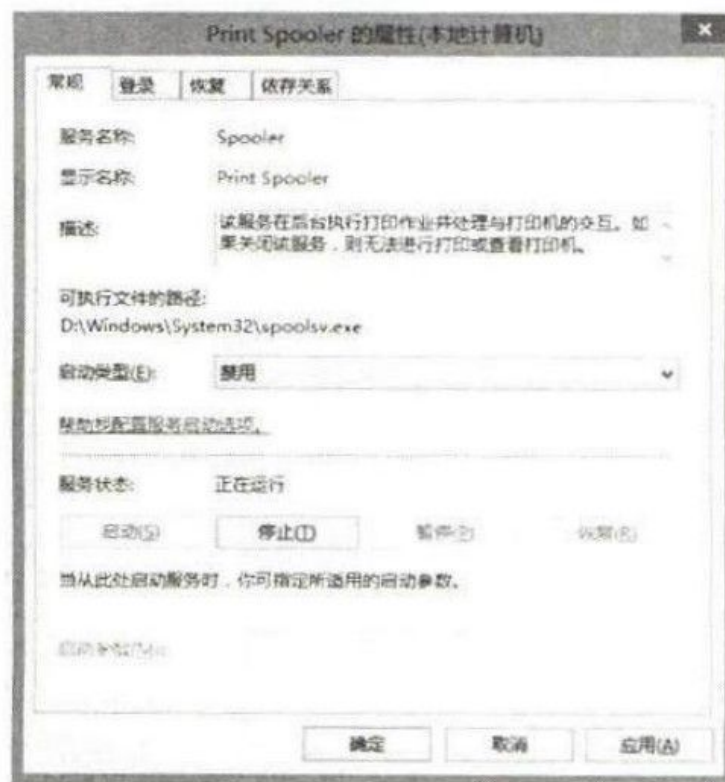 Print Spooler 的属性(本地计算机)
常规 登录 恢复 依存关系
服务名称: Spooler
显示名称: Print Spooler
描述: 该服务在后台执行打印作业并处理与打印机的交互。如
果关闭该服务，则无法进行打印或查看打印机。
可执行文件的路径:
D:\Windows\System32\spoolsv.exe
启动类型(E): 禁用
帮助我配置服务启动选项。
服务状态: 正在运行
启动(S) 停止(T) 暂停(P) 恢复(R)
当从此处启动服务时，你可指定所适用的启动参数。
启动参数(M):
确定 取消 应用(A)